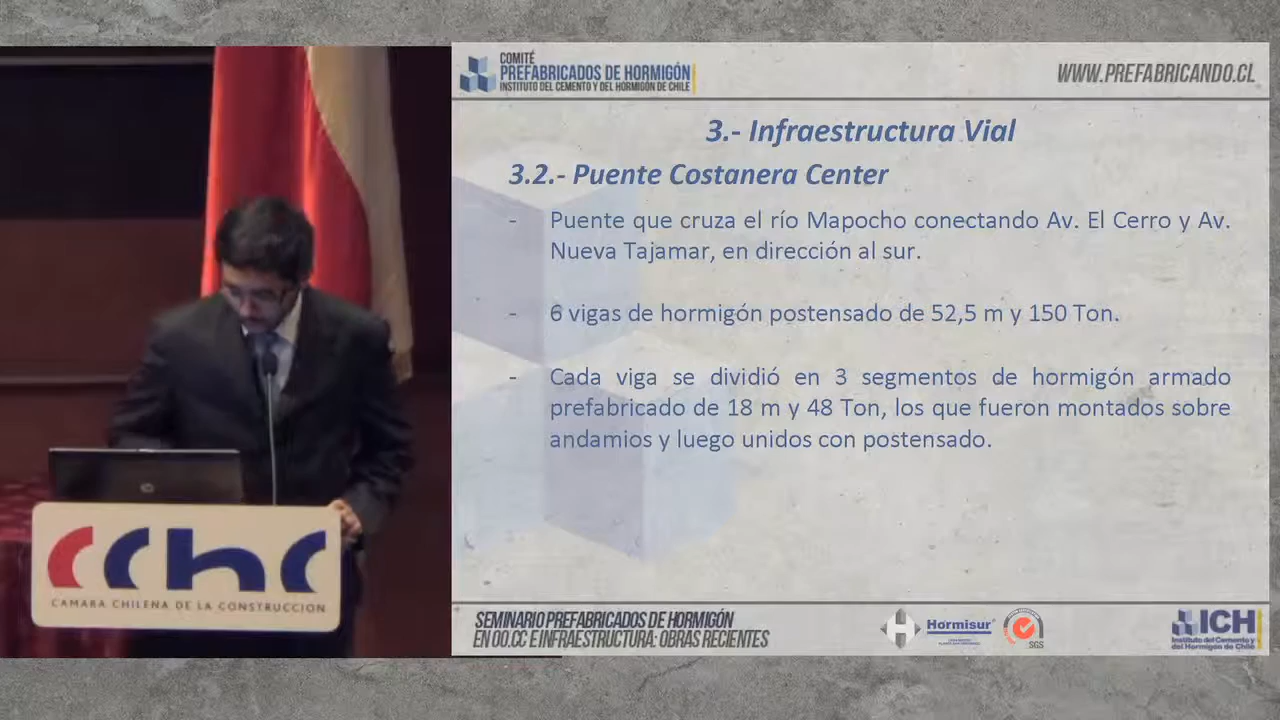 COMITÉ
PREFABRICADOS DE HORMIGÓN
INSTITUTO DEL CEMENTO Y DEL HORMIGÓN DE CHILE
WWW.PREFABRICANDO.CL
3.- Infraestructura Vial
3.2.- Puente Costanera Center
- Puente que cruza el río Mapocho conectando Av. El Cerro y Av.
Nueva Tajamar, en dirección al sur.
- 6 vigas de hormigón postensado de 52,5 m y 150 Ton.
- Cada viga se dividió en 3 segmentos de hormigón armado
prefabricado de 18 m y 48 Ton, los que fueron montados sobre
andamios y luego unidos con postensado.
CChC
CAMARA CHILENA DE LA CONSTRUCCION
SEMINARIO PREFABRICADOS DE HORMIGÓN
EN OO.CC E INFRAESTRUCTURA: OBRAS RECIENTES
Hormisur
SGS
ICH
Instituto del Cemento y
del Hormigón de Chile